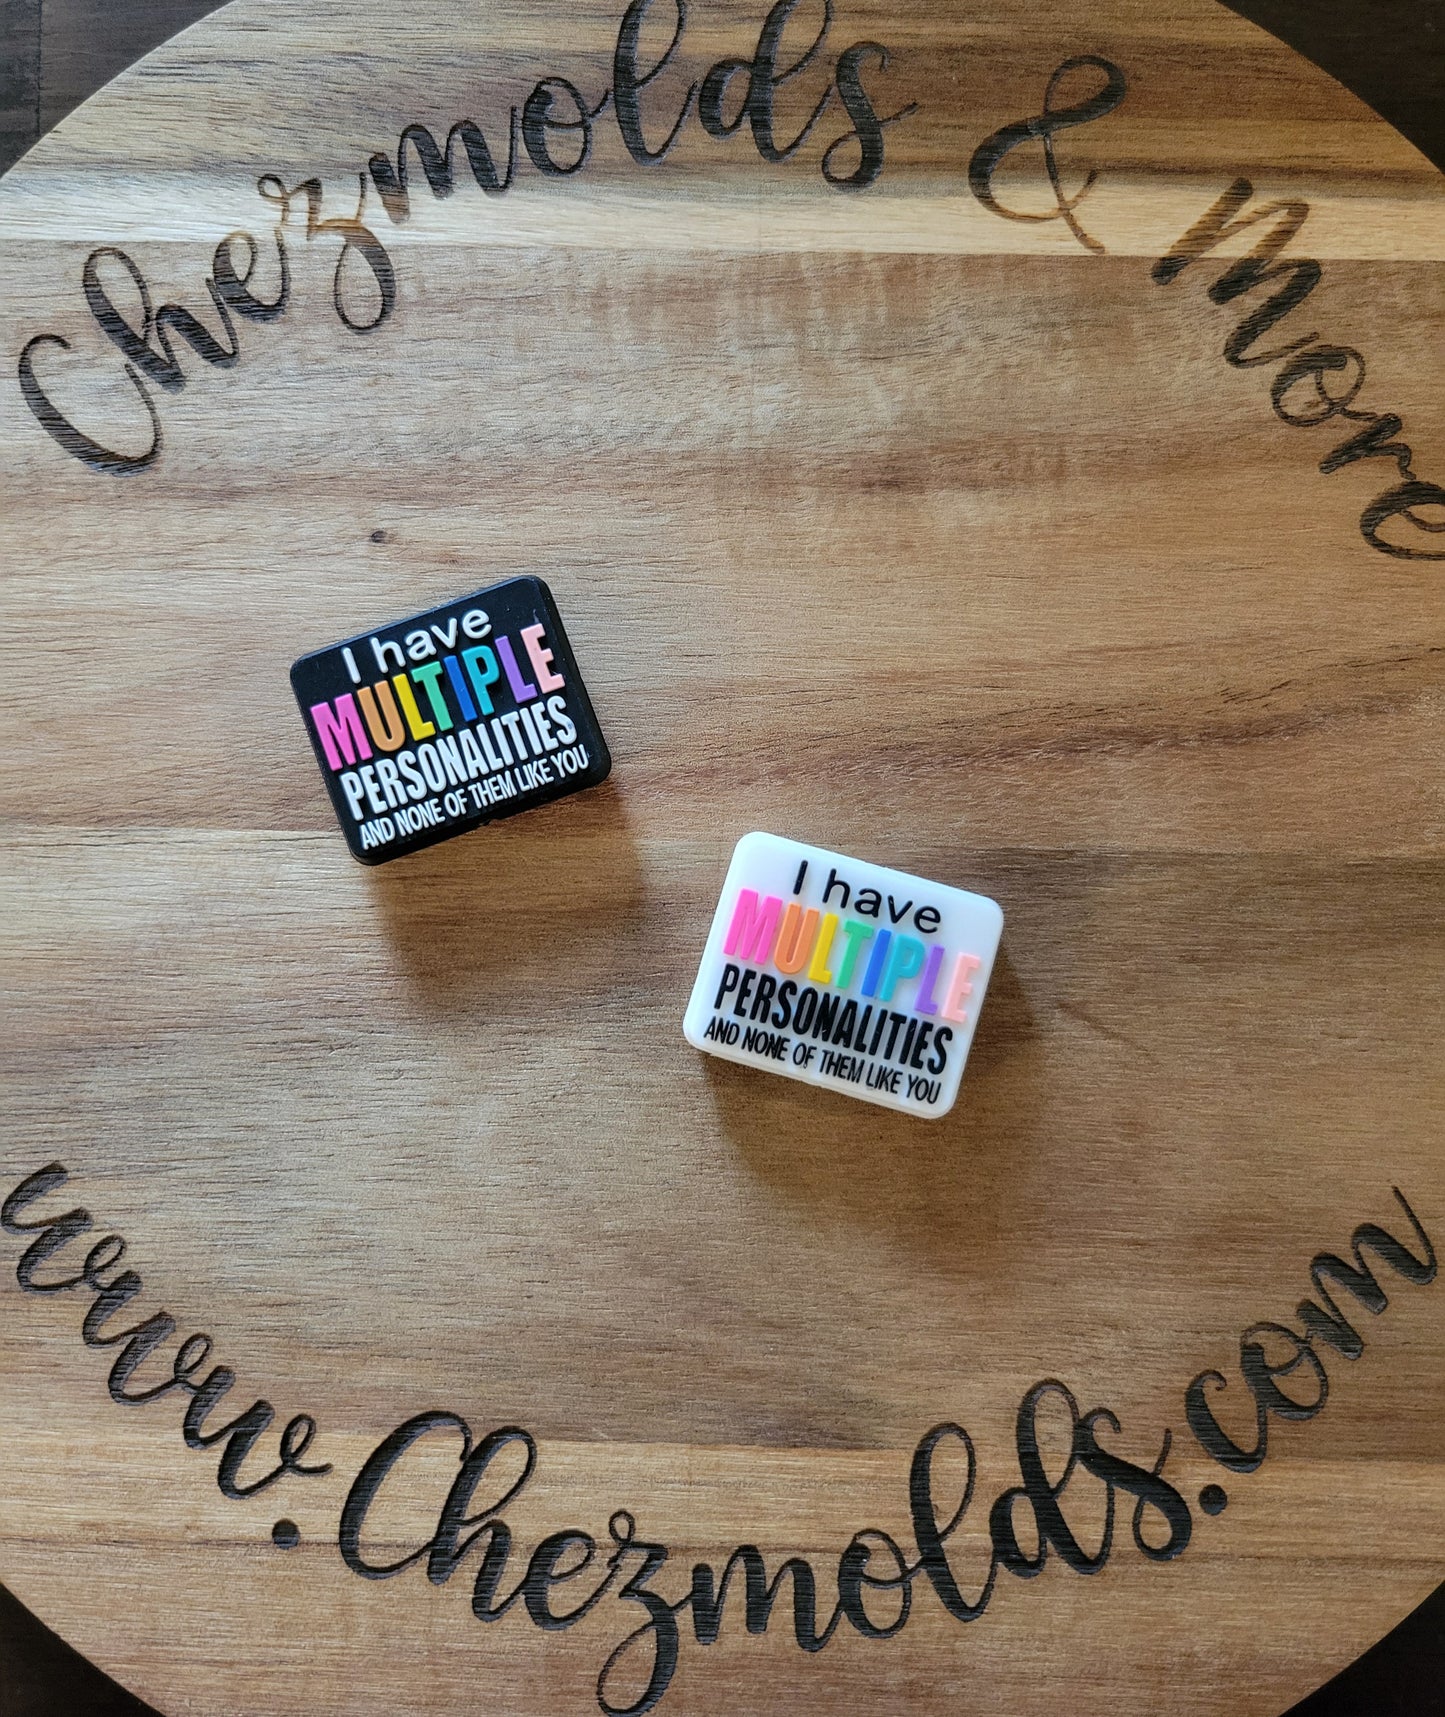 Chezmolds & More
I have
MULTIPLE
PERSONALITIES
AND NONE OF THEM LIKE YOU
I have
MULTIPLE
PERSONALITIES
AND NONE OF THEM LIKE YOU
www.Chezmolds.com